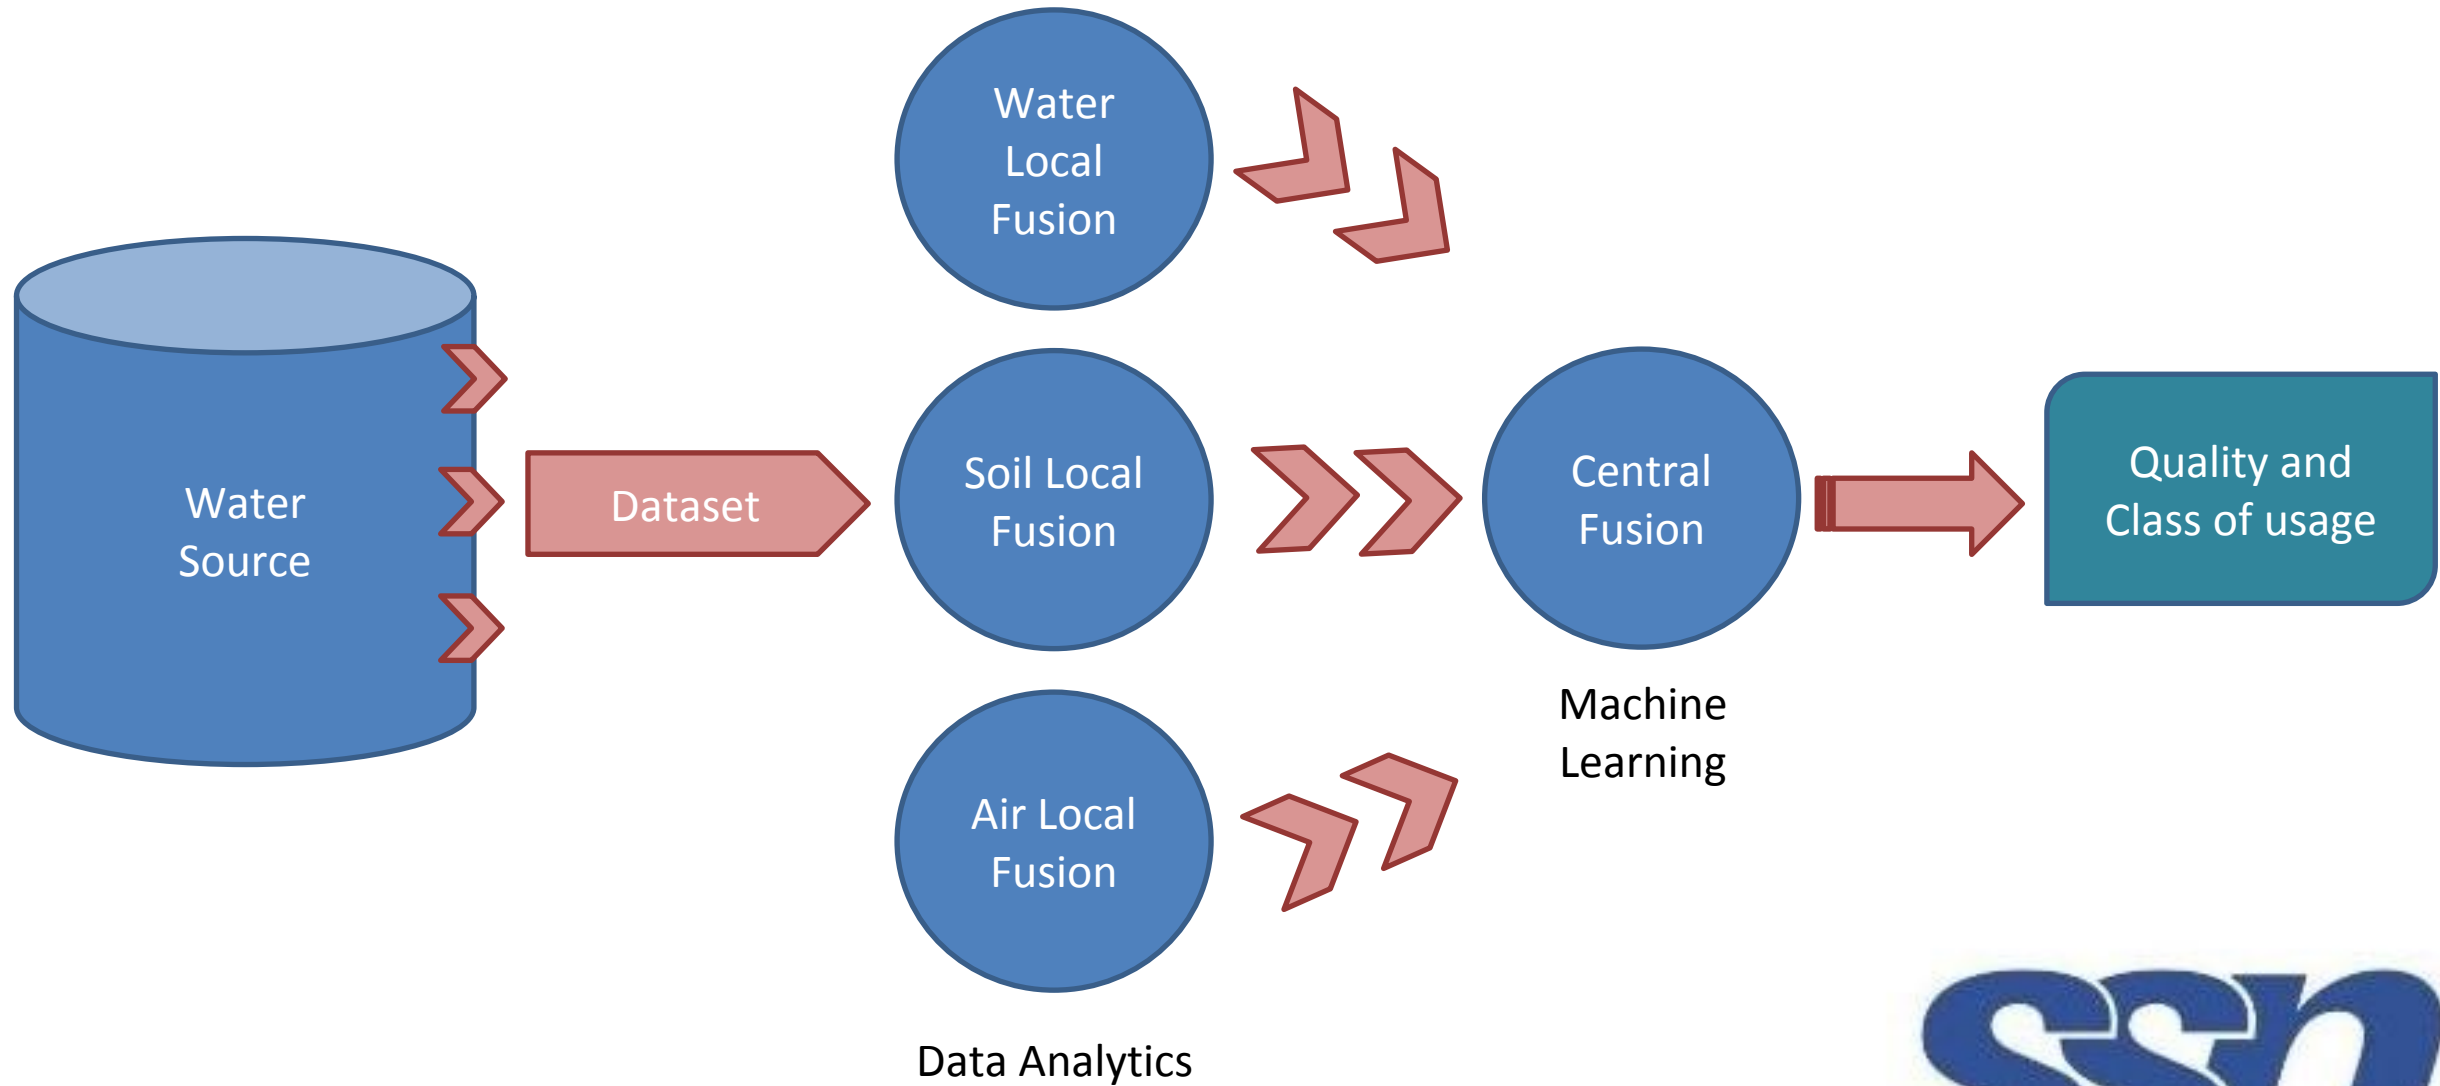 Water
Local
Fusion
Water
Source
Dataset
Soil Local
Fusion
Central
Fusion
Quality and
Class of usage
Machine
Learning
Air Local
Fusion
Data Analytics
ssn